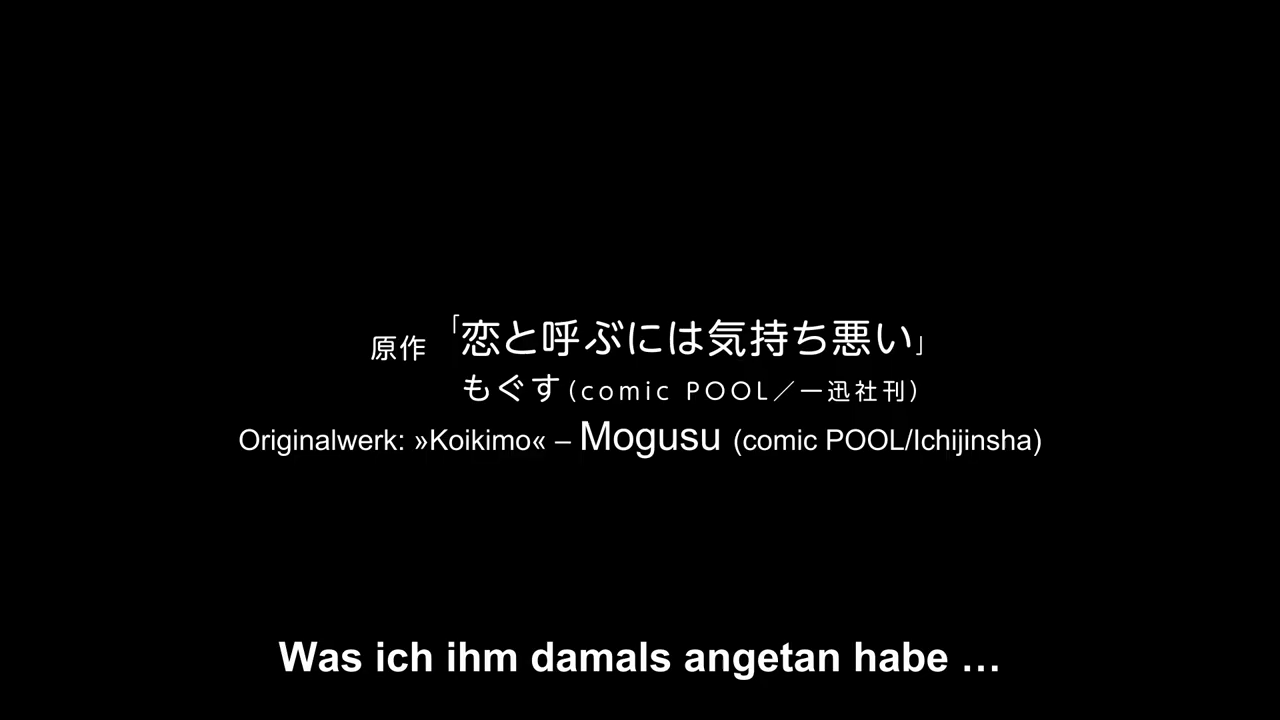 原作「恋と呼ぶには気持ち悪い」
もぐす(comic POOL／一迅社刊)
Originalwerk: »Koikimo« – Mogusu (comic POOL/Ichijinsha)
Was ich ihm damals angetan habe …